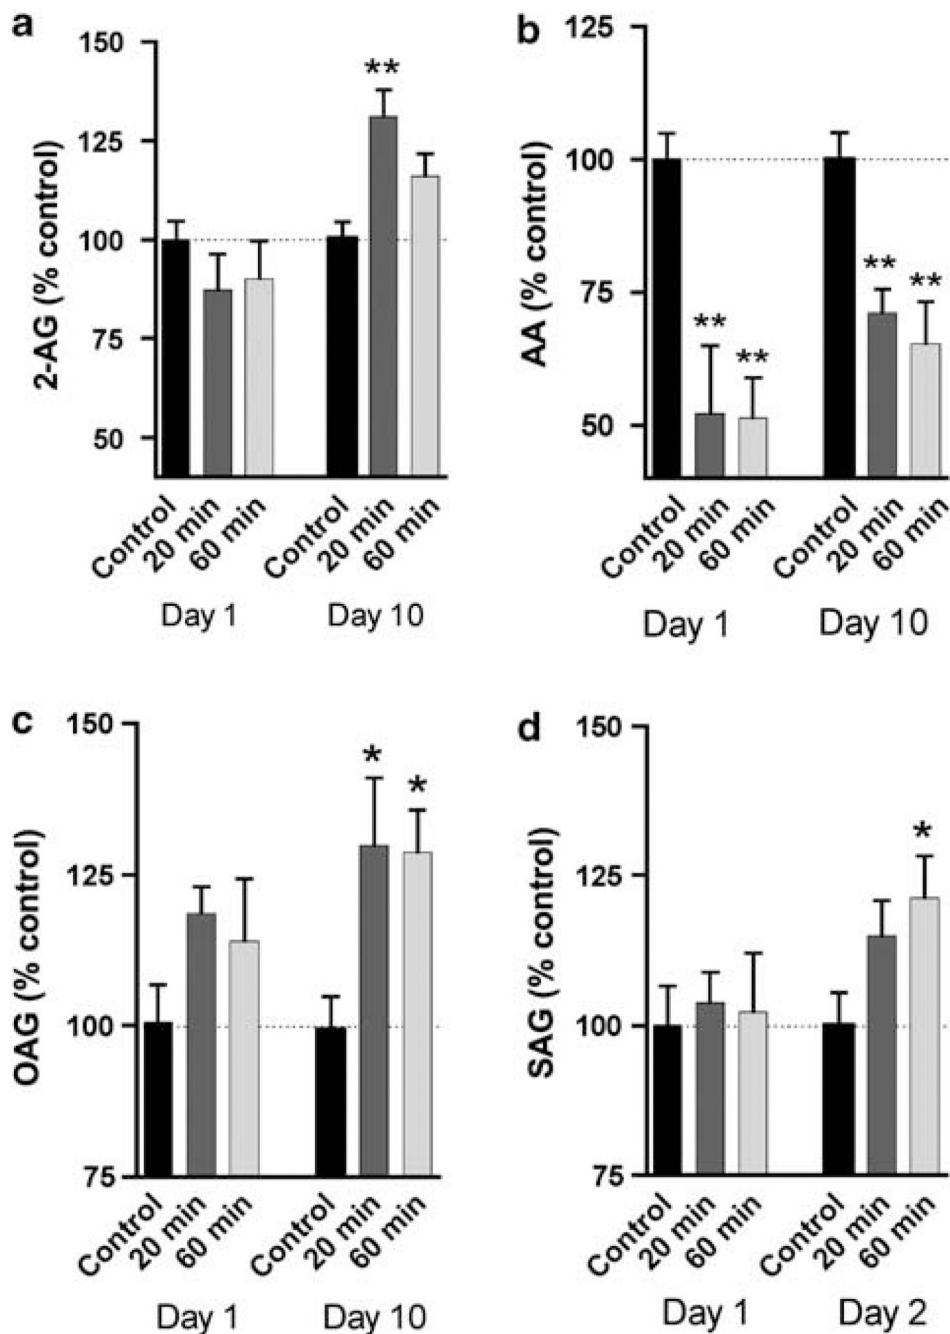 a
150
125
100
75
50
2-AG (% control)
**
Control
20 min
60 min
Control
20 min
60 min
Day 1
Day 10
b
125
100
75
50
AA (% control)
**
**
**
**
Control
20 min
60 min
Control
20 min
60 min
Day 1
Day 10
c
150
125
100
75
OAG (% control)
*
*
Control
20 min
60 min
Control
20 min
60 min
Day 1
Day 10
d
150
125
100
75
SAG (% control)
*
Control
20 min
60 min
Control
20 min
60 min
Day 1
Day 2